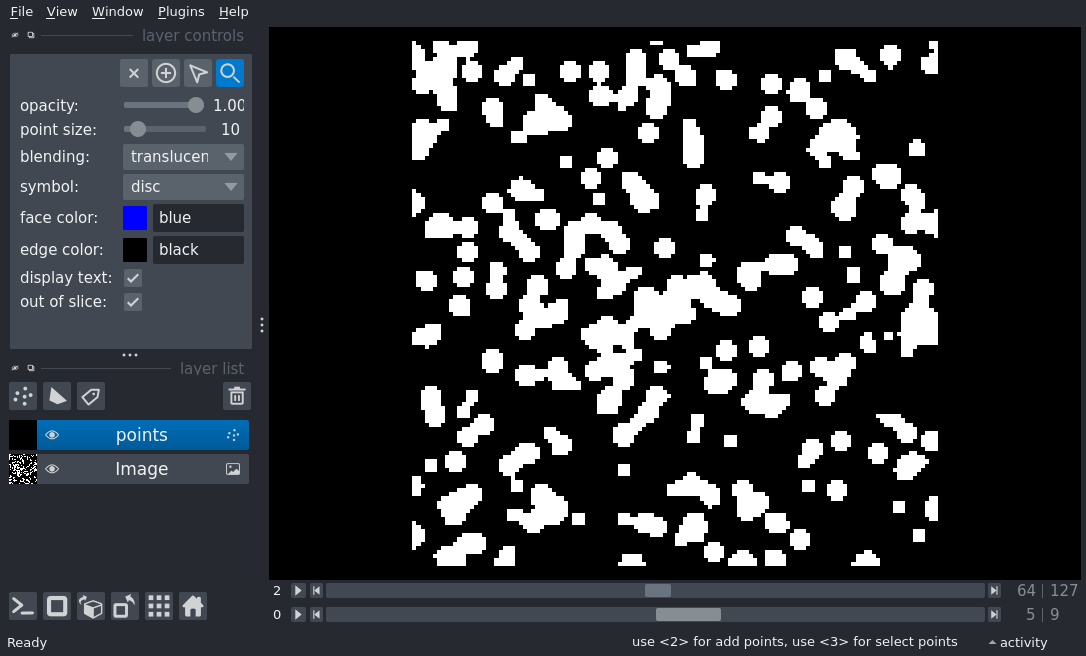 File View Window Plugins Help
layer controls
opacity: 1.00
point size: 10
blending: translucen
symbol: disc
face color: blue
edge color: black
display text:
out of slice:
layer list
points
Image
2 64 127
0 5 9
Ready use <2> for add points, use <3> for select points activity